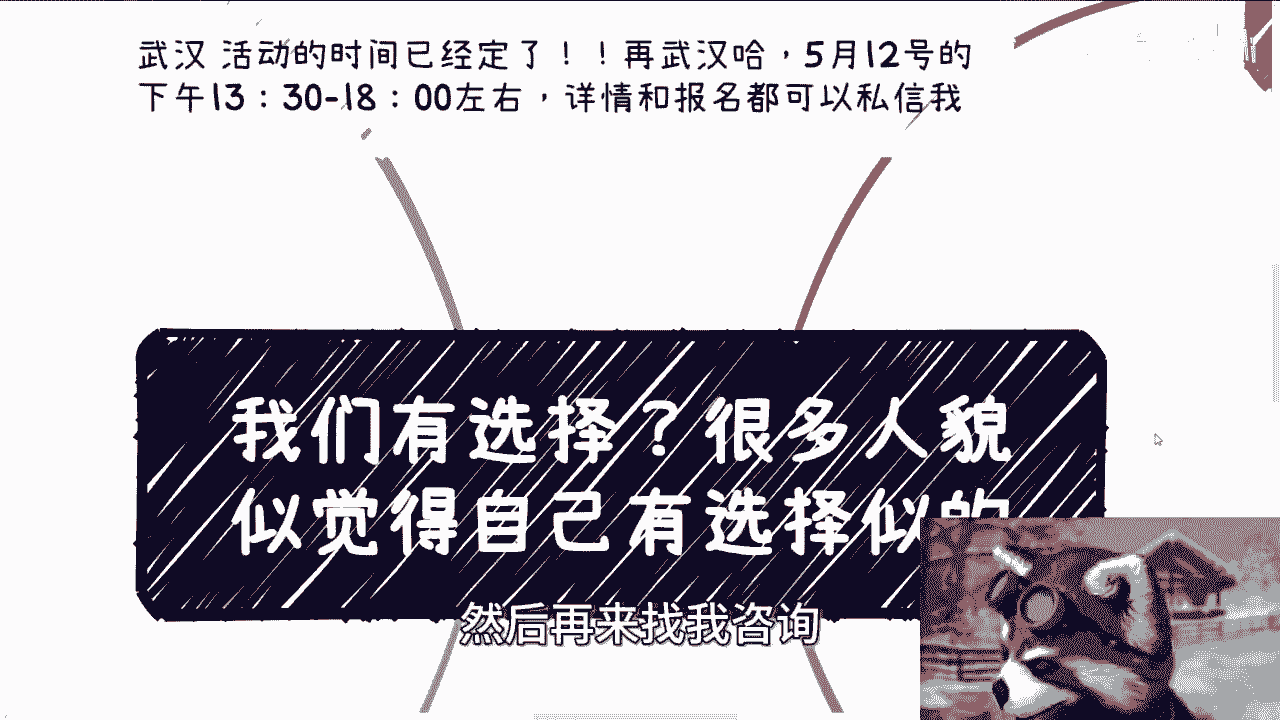 武汉 活动的时间已经定了！！再武汉哈，5月12号的
下午13：30-18：00左右，详情和报名都可以私信我
我们有选择？很多人貌
似觉得自己有选择似的
然后再来找我咨询